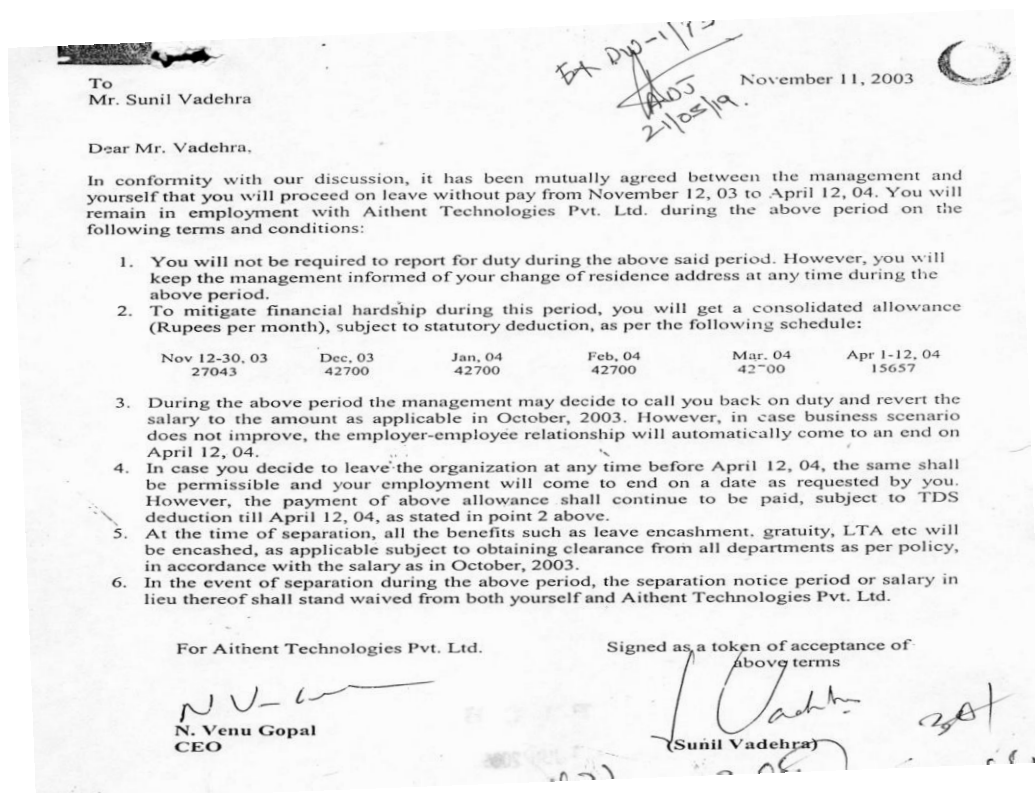 Ex DW-1/
ADJ
21/05/19.
November 11, 2003
To
Mr. Sunil Vadehra
Dear Mr. Vadehra,
In conformity with our discussion, it has been mutually agreed between the management and
yourself that you will proceed on leave without pay from November 12, 03 to April 12, 04. You will
remain in employment with Aithent Technologies Pvt. Ltd. during the above period on the
following terms and conditions:
1. You will not be required to report for duty during the above said period. However, you will
keep the management informed of your change of residence address at any time during the
above period.
2. To mitigate financial hardship during this period, you will get a consolidated allowance
(Rupees per month), subject to statutory deduction, as per the following schedule:
Nov 12-30, 03 Dec, 03 Jan, 04 Feb, 04 Mar. 04 Apr 1-12, 04
27043 42700 42700 42700 42700 15657
3. During the above period the management may decide to call you back on duty and revert the
salary to the amount as applicable in October, 2003. However, in case business scenario
does not improve, the employer-employee relationship will automatically come to an end on
April 12, 04.
4. In case you decide to leave the organization at any time before April 12, 04, the same shall
be permissible and your employment will come to end on a date as requested by you.
However, the payment of above allowance shall continue to be paid, subject to TDS
deduction till April 12, 04, as stated in point 2 above.
5. At the time of separation, all the benefits such as leave encashment, gratuity, LTA etc will
be encashed, as applicable subject to obtaining clearance from all departments as per policy,
in accordance with the salary as in October, 2003.
6. In the event of separation during the above period, the separation notice period or salary in
lieu thereof shall stand waived from both yourself and Aithent Technologies Pvt. Ltd.
For Aithent Technologies Pvt. Ltd.
Signed as a token of acceptance of
above terms
N. Venu Gopal
CEO
Vadehra
(Sunil Vadehra)